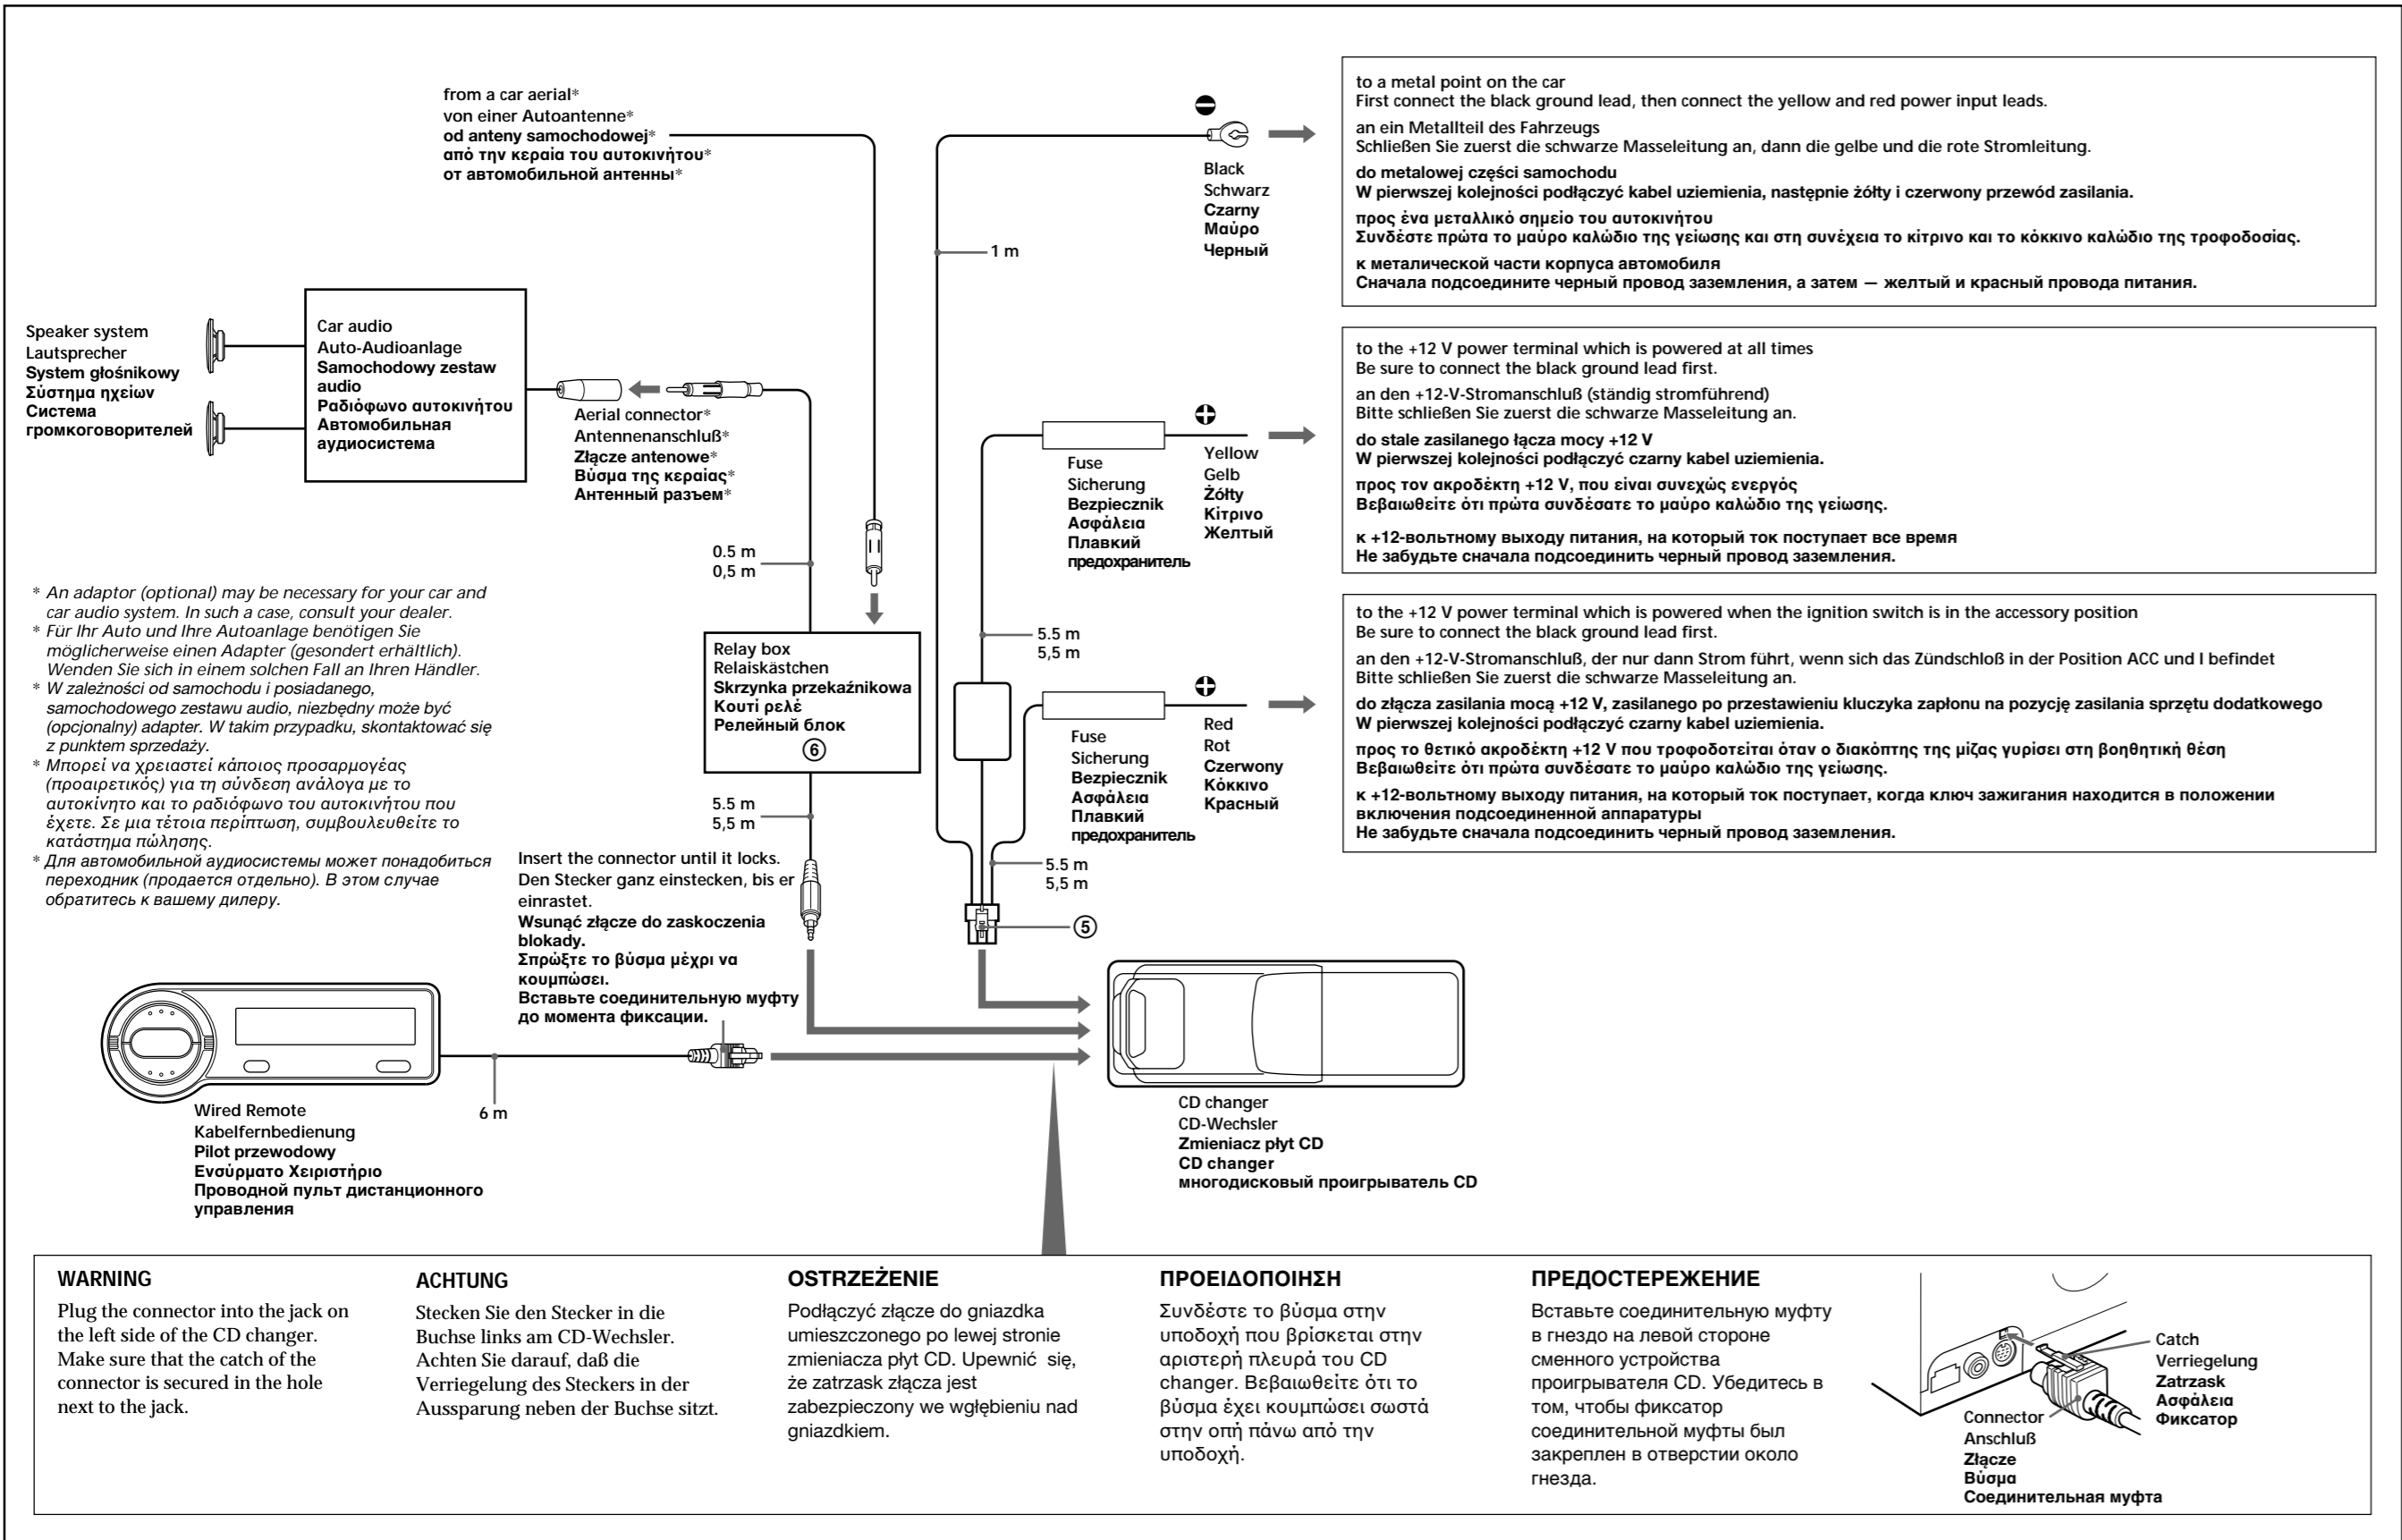 from a car aerial*
von einer Autoantenne*
od anteny samochodowej*
από την κεραία του αυτοκινήτου*
от автомобильной антенны*
Black
Schwarz
Czarny
Μαύρο
Черный
1 m
to a metal point on the car
First connect the black ground lead, then connect the yellow and red power input leads.
an ein Metallteil des Fahrzeugs
Schließen Sie zuerst die schwarze Masseleitung an, dann die gelbe und die rote Stromleitung.
do metalowej części samochodu
W pierwszej kolejności podłączyć kabel uziemienia, następnie żółty i czerwony przewód zasilania.
προς ένα μεταλλικό σημείο του αυτοκινήτου
Συνδέστε πρώτα το μαύρο καλώδιο της γείωσης και στη συνέχεια το κίτρινο και το κόκκινο καλώδιο της τροφοδοσίας.
к металической части корпуса автомобиля
Сначала подсоедините черный провод заземления, а затем — желтый и красный провода питания.
Speaker system
Lautsprecher
System głośnikowy
Σύστημα ηχείων
Система
громкоговорителей
Car audio
Auto-Audioanlage
Samochodowy zestaw
audio
Ραδιόφωνο αυτοκινήτου
Автомобильная
аудиосистема
Aerial connector*
Antennenanschluß*
Złącze antenowe*
Βύσμα της κεραίας*
Антенный разъем*
0.5 m
0,5 m
Fuse
Sicherung
Bezpiecznik
Ασφάλεια
Плавкий
предохранитель
Yellow
Gelb
Żółty
Κίτρινο
Желтый
to the +12 V power terminal which is powered at all times
Be sure to connect the black ground lead first.
an den +12-V-Stromanschluß (ständig stromführend)
Bitte schließen Sie zuerst die schwarze Masseleitung an.
do stale zasilanego łącza mocy +12 V
W pierwszej kolejności podłączyć czarny kabel uziemienia.
προς τον ακροδέκτη +12 V, που είναι συνεχώς ενεργός
Βεβαιωθείτε ότι πρώτα συνδέσατε το μαύρο καλώδιο της γείωσης.
к +12-вольтному выходу питания, на который ток поступает все время
Не забудьте сначала подсоединить черный провод заземления.
* An adaptor (optional) may be necessary for your car and
car audio system. In such a case, consult your dealer.
* Für Ihr Auto und Ihre Autoanlage benötigen Sie
möglicherweise einen Adapter (gesondert erhältlich).
Wenden Sie sich in einem solchen Fall an Ihren Händler.
* W zależności od samochodu i posiadanego,
samochodowego zestawu audio, niezbędny może być
(opcjonalny) adapter. W takim przypadku, skontaktować się
z punktem sprzedaży.
* Μπορεί να χρειαστεί κάποιος προσαρμογέας
(προαιρετικός) για τη σύνδεση ανάλογα με το
αυτοκίνητο και το ραδιόφωνο του αυτοκινήτου που
έχετε. Σε μια τέτοια περίπτωση, συμβουλευθείτε το
κατάστημα πώλησης.
* Для автомобильной аудиосистемы может понадобиться
переходник (продается отдельно). В этом случае
обратитесь к вашему дилеру.
Relay box
Relaiskästchen
Skrzynka przekaźnikowa
Κουτί ρελέ
Релейный блок
⑥
5.5 m
5,5 m
5.5 m
5,5 m
Fuse
Sicherung
Bezpiecznik
Ασφάλεια
Плавкий
предохранитель
Red
Rot
Czerwony
Κόκκινο
Красный
to the +12 V power terminal which is powered when the ignition switch is in the accessory position
Be sure to connect the black ground lead first.
an den +12-V-Stromanschluß, der nur dann Strom führt, wenn sich das Zündschloß in der Position ACC und I befindet
Bitte schließen Sie zuerst die schwarze Masseleitung an.
do złącza zasilania mocą +12 V, zasilanego po przestawieniu kluczyka zapłonu na pozycję zasilania sprzętu dodatkowego
W pierwszej kolejności podłączyć czarny kabel uziemienia.
προς το θετικό ακροδέκτη +12 V που τροφοδοτείται όταν ο διακόπτης της μίζας γυρίσει στη βοηθητική θέση
Βεβαιωθείτε ότι πρώτα συνδέσατε το μαύρο καλώδιο της γείωσης.
к +12-вольтному выходу питания, на который ток поступает, когда ключ зажигания находится в положении
включения подсоединенной аппаратуры
Не забудьте сначала подсоединить черный провод заземления.
5.5 m
5,5 m
⑤
Insert the connector until it locks.
Den Stecker ganz einstecken, bis er
einrastet.
Wsunąć złącze do zaskoczenia
blokady.
Σπρώξτε το βύσμα μέχρι να
κουμπώσει.
Вставьте соединительную муфту
до момента фиксации.
Wired Remote
Kabelfernbedienung
Pilot przewodowy
Ενσύρματο Χειριστήριο
Проводной пульт дистанционного
управления
6 m
CD changer
CD-Wechsler
Zmieniacz płyt CD
CD changer
многодисковый проигрыватель CD
WARNING
Plug the connector into the jack on
the left side of the CD changer.
Make sure that the catch of the
connector is secured in the hole
next to the jack.
ACHTUNG
Stecken Sie den Stecker in die
Buchse links am CD-Wechsler.
Achten Sie darauf, daß die
Verriegelung des Steckers in der
Aussparung neben der Buchse sitzt.
OSTRZEŻENIE
Podłączyć złącze do gniazdka
umieszczonego po lewej stronie
zmieniacza płyt CD. Upewnić się,
że zatrzask złącza jest
zabezpieczony we wgłębieniu nad
gniazdkiem.
ΠΡΟΕΙΔΟΠΟΙΗΣΗ
Συνδέστε το βύσμα στην
υποδοχή που βρίσκεται στην
αριστερή πλευρά του CD
changer. Βεβαιωθείτε ότι το
βύσμα έχει κουμπώσει σωστά
στην οπή πάνω από την
υποδοχή.
ПРЕДОСТЕРЕЖЕНИЕ
Вставьте соединительную муфту
в гнездо на левой стороне
сменного устройства
проигрывателя CD. Убедитесь в
том, чтобы фиксатор
соединительной муфты был
закреплен в отверстии около
гнезда.
Catch
Verriegelung
Zatrzask
Ασφάλεια
Фиксатор
Connector
Anschluß
Złącze
Βύσμα
Соединительная муфта